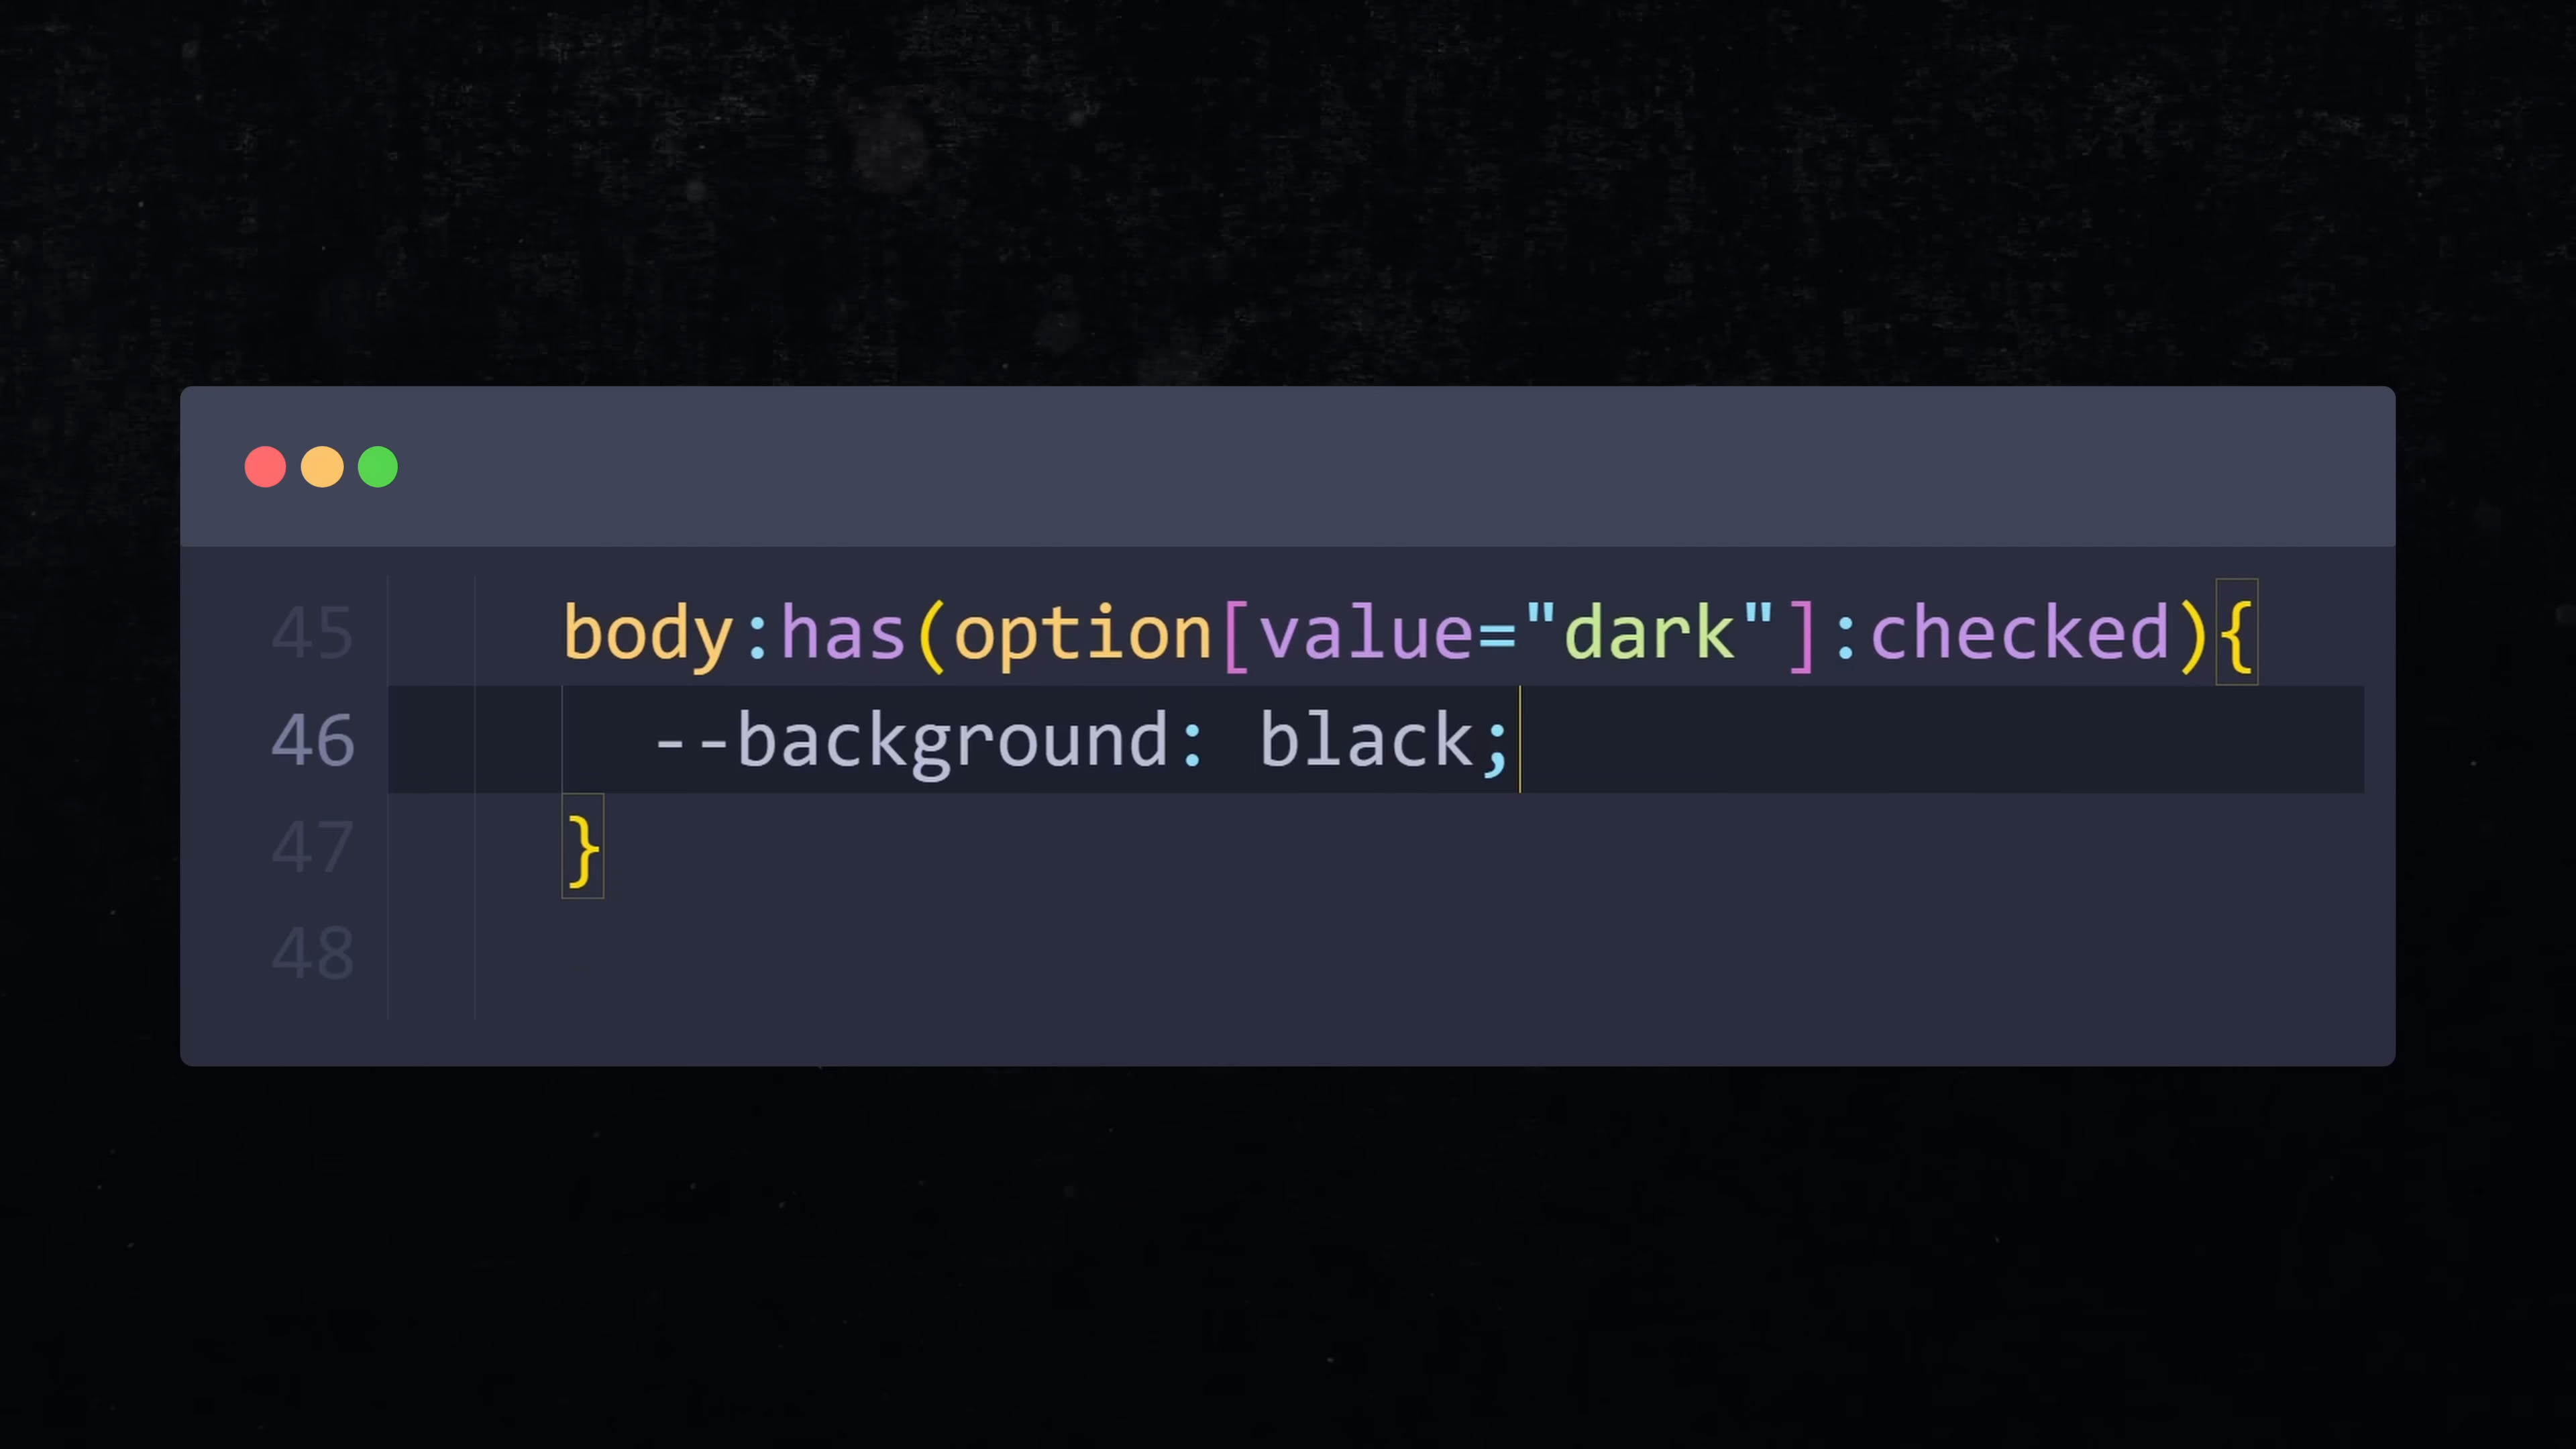 45 body:has(option[value="dark"]:checked){
46 --background: black;
47 }
48